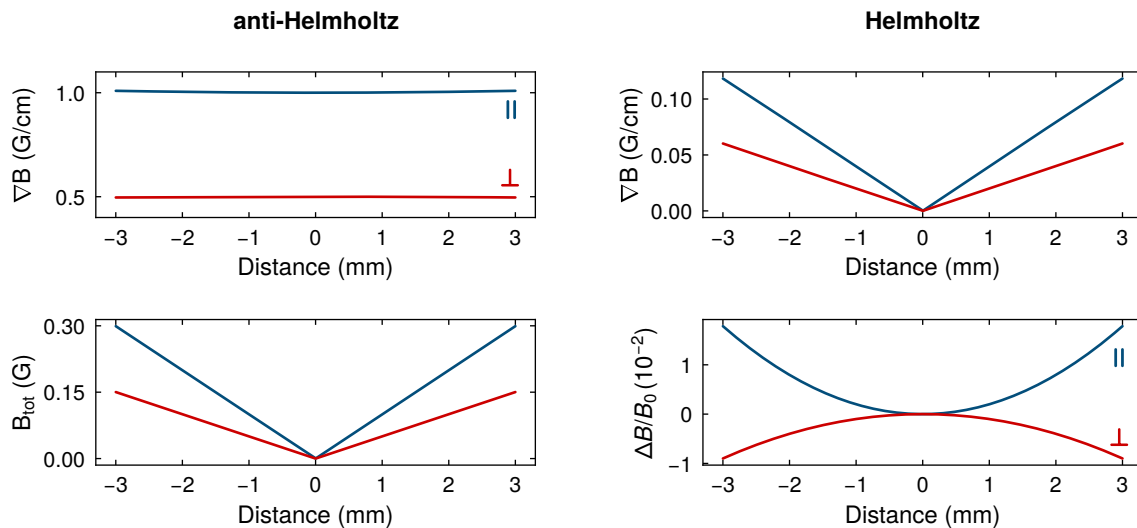 anti-Helmholtz
Helmholtz
∇B (G/cm)
1.0
0.5
||
⊥
−3 −2 −1 0 1 2 3
Distance (mm)
∇B (G/cm)
0.10
0.05
0.00
−3 −2 −1 0 1 2 3
Distance (mm)
B_tot (G)
0.30
0.15
0.00
−3 −2 −1 0 1 2 3
Distance (mm)
ΔB/B₀ (10⁻²)
1
0
−1
||
⊥
−3 −2 −1 0 1 2 3
Distance (mm)